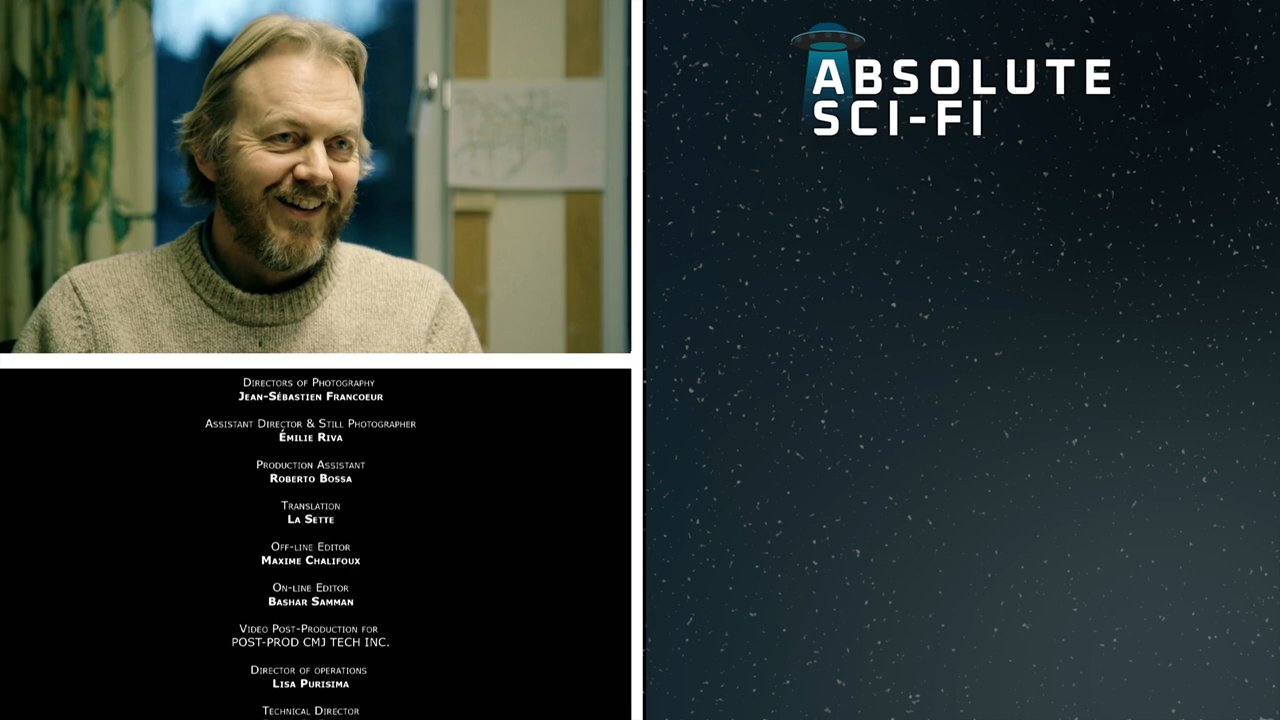 ABSOLUTE
SCI-FI
Directors of Photography
Jean-Sébastien Francoeur
Assistant Director & Still Photographer
Émilie Riva
Production Assistant
Roberto Bossa
Translation
La Sette
Off-line Editor
Maxime Chalifoux
On-line Editor
Bashar Samman
Video Post-Production for
POST-PROD CMJ TECH INC.
Director of operations
Lisa Purisima
Technical Director